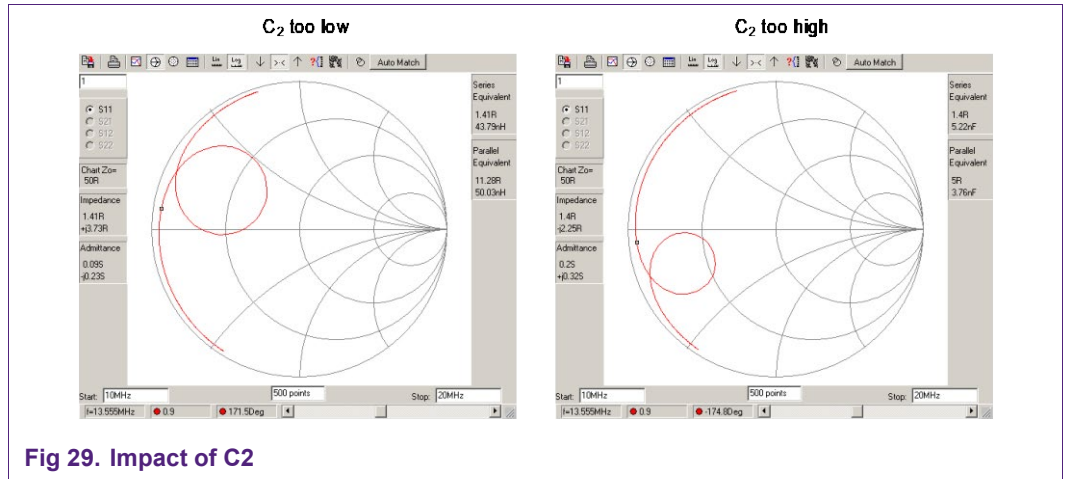 C2 too low
Lin
Log
Auto Match
1
S11
S21
S12
S22
Chart Zo=
50R
Impedance
1.41R
+j3.73R
Admittance
0.09S
-j0.23S
Series
Equivalent
1.41R
43.79nH
Parallel
Equivalent
11.28R
50.03nH
Start: 10MHz
500 points
Stop: 20MHz
f=13.555MHz
0.9
171.5Deg
C2 too high
Lin
Log
Auto Match
1
S11
S21
S12
S22
Chart Zo=
50R
Impedance
1.4R
-j2.25R
Admittance
0.2S
+j0.32S
Series
Equivalent
1.4R
5.22nF
Parallel
Equivalent
5R
3.76nF
Start: 10MHz
500 points
Stop: 20MHz
f=13.555MHz
0.9
-174.8Deg
Fig 29. Impact of C2